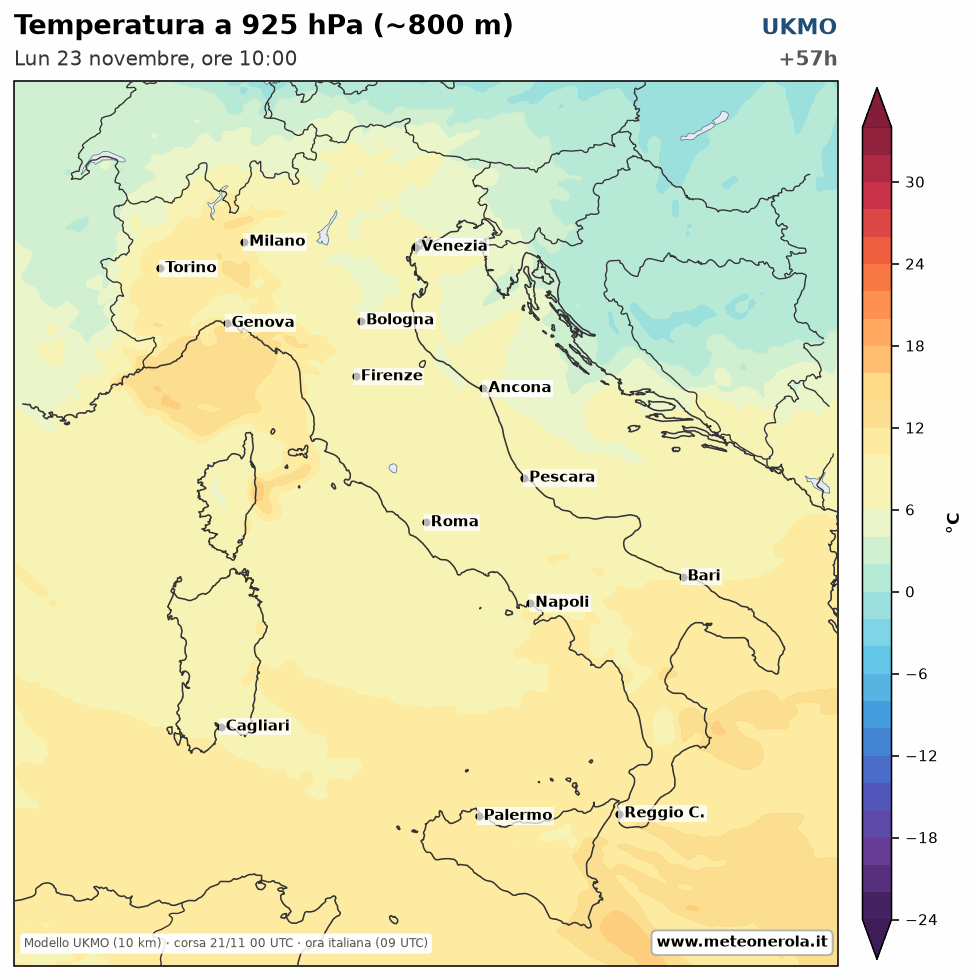 Temperatura a 925 hPa (~800 m)
UKMO
Lun 23 novembre, ore 10:00
+57h
Milano
Venezia
Torino
Genova
Bologna
Firenze
Ancona
Pescara
Roma
Bari
Napoli
Cagliari
Palermo
Reggio C.
30
24
18
12
6
0
−6
−12
−18
−24
°C
Modello UKMO (10 km) · corsa 21/11 00 UTC · ora italiana (09 UTC)
www.meteonerola.it